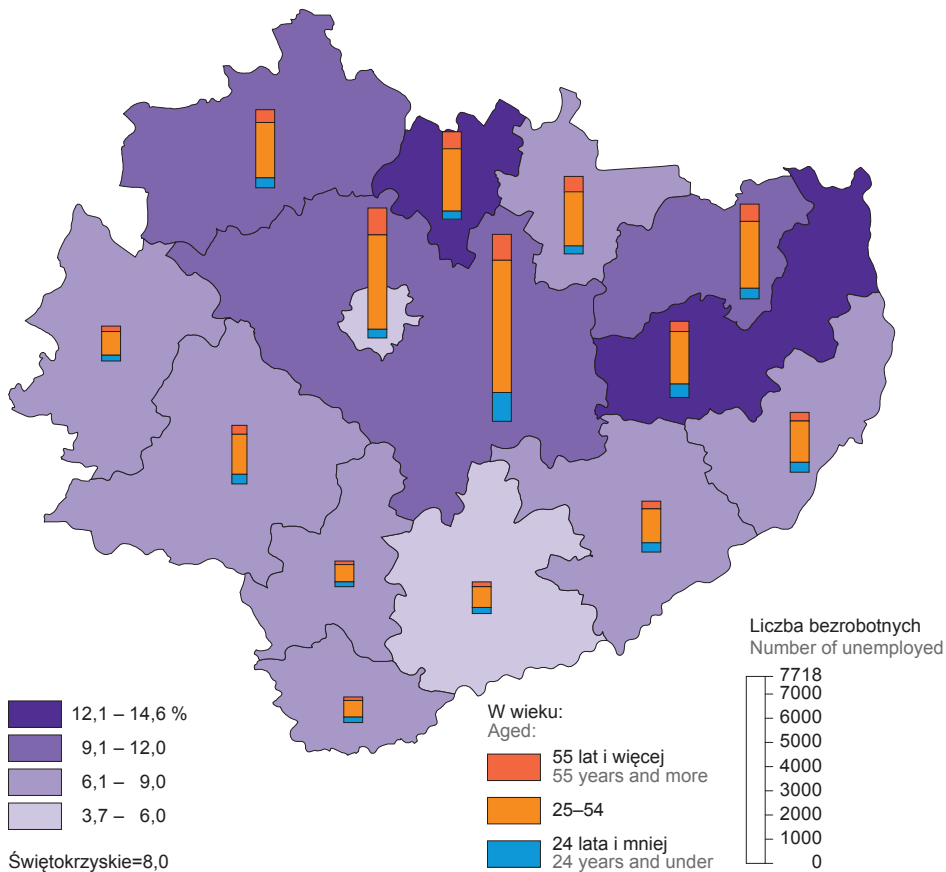 12,1 – 14,6 %
9,1 – 12,0
6,1 – 9,0
3,7 – 6,0
Świętokrzyskie=8,0
W wieku:
Aged:
55 lat i więcej
55 years and more
25–54
24 lata i mniej
24 years and under
Liczba bezrobotnych
Number of unemployed
7718
7000
6000
5000
4000
3000
2000
1000
0